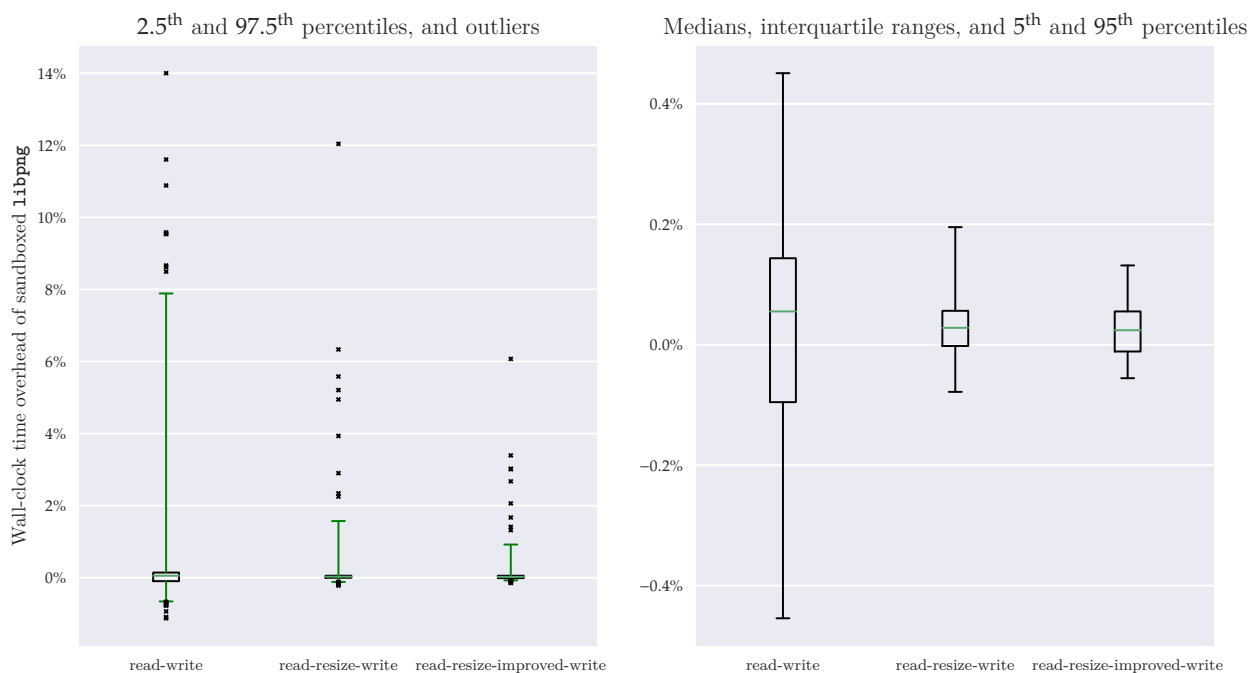 2.5th and 97.5th percentiles, and outliers
Wall-clock time overhead of sandboxed libpng
14%
12%
10%
8%
6%
4%
2%
0%
read-write
read-resize-write
read-resize-improved-write
Medians, interquartile ranges, and 5th and 95th percentiles
0.4%
0.2%
0.0%
−0.2%
−0.4%
read-write
read-resize-write
read-resize-improved-write